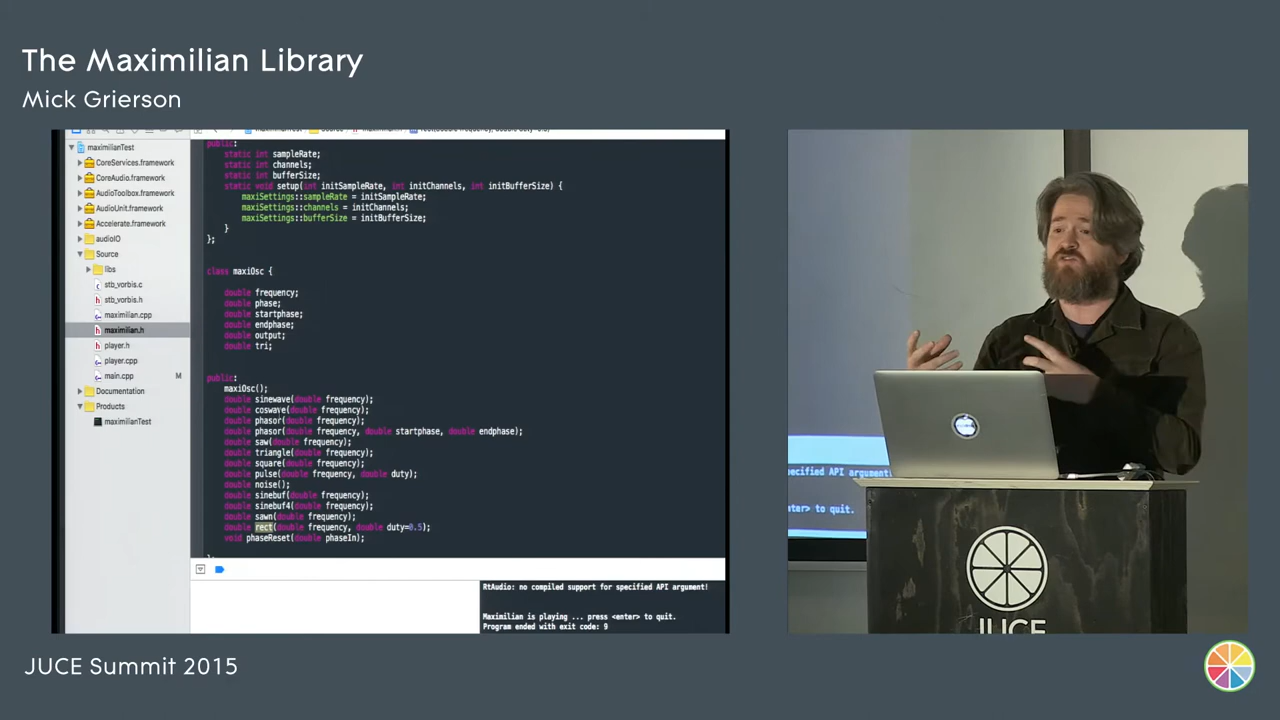 The Maximilian Library
Mick Grierson
maximilianTest
CoreServices.framework
CoreAudio.framework
AudioToolbox.framework
AudioUnit.framework
Accelerate.framework
audioIO
Source
libs
stb_vorbis.c
stb_vorbis.h
maximilian.cpp
maximilian.h
player.h
player.cpp
main.cpp M
Documentation
Products
maximilianTest
public:
static int sampleRate;
static int channels;
static int bufferSize;
static void setup(int initSampleRate, int initChannels, int initBufferSize) {
maxiSettings::sampleRate = initSampleRate;
maxiSettings::channels = initChannels;
maxiSettings::bufferSize = initBufferSize;
}
};
class maxiOsc {
double frequency;
double phase;
double startphase;
double endphase;
double output;
double tri;
public:
maxiOsc();
double sinewave(double frequency);
double coswave(double frequency);
double phasor(double frequency);
double phasor(double frequency, double startphase, double endphase);
double saw(double frequency);
double triangle(double frequency);
double square(double frequency);
double pulse(double frequency, double duty);
double noise();
double sinebuf(double frequency);
double sinebuf4(double frequency);
double sawn(double frequency);
double rect(double frequency, double duty=0.5);
void phaseReset(double phaseIn);
RtAudio: no compiled support for specified API argument!
Maximilian is playing ... press <enter> to quit.
Program ended with exit code: 9
ecified API argument!
nter> to quit.
JUCE
JUCE Summit 2015